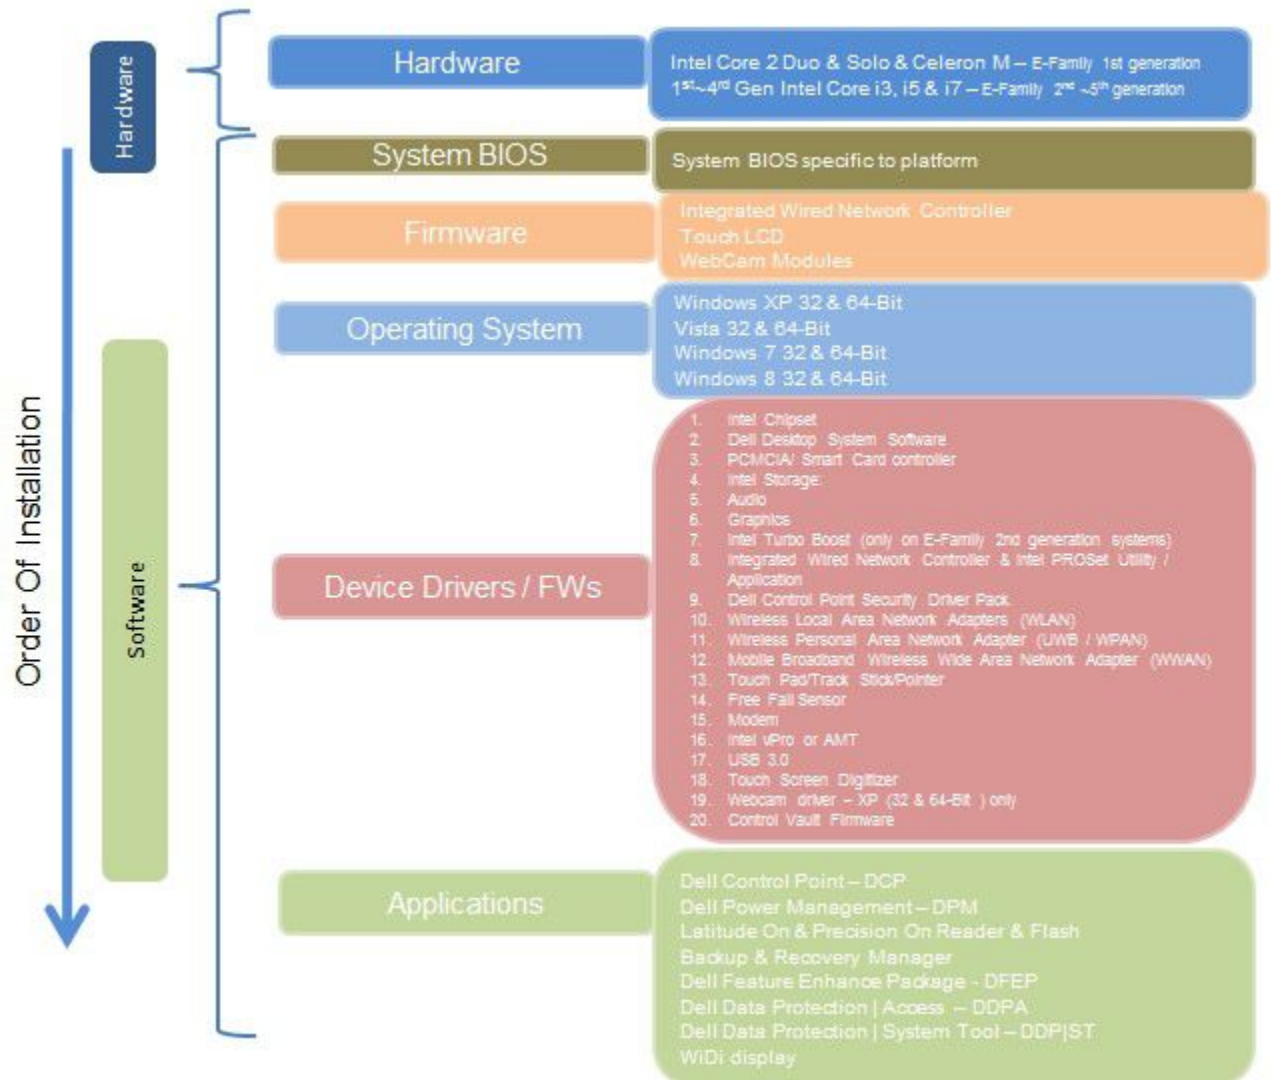 Hardware
Hardware
Intel Core 2 Duo & Solo & Celeron M – E-Family 1st generation
1st~4rd Gen Intel Core i3, i5 & i7 – E-Family 2nd ~5th generation
System BIOS
System BIOS specific to platform
Firmware
Integrated Wired Network Controller
Touch LCD
WebCam Modules
Operating System
Windows XP 32 & 64-Bit
Vista 32 & 64-Bit
Windows 7 32 & 64-Bit
Windows 8 32 & 64-Bit
Order Of Installation
Software
Device Drivers / FWs
1. Intel Chipset
2. Dell Desktop System Software
3. PCMCIA/ Smart Card controller
4. Intel Storage:
5. Audio
6. Graphics
7. Intel Turbo Boost (only on E-Family 2nd generation systems)
8. Integrated Wired Network Controller & Intel PROSet Utility /
Application
9. Dell Control Point Security Driver Pack.
10. Wireless Local Area Network Adapters (WLAN)
11. Wireless Personal Area Network Adapter (UWB / WPAN)
12. Mobile Broadband Wireless Wide Area Network Adapter (WWAN)
13. Touch Pad/Track Stick/Pointer
14. Free Fall Sensor
15. Modem
16. Intel vPro or AMT
17. USB 3.0
18. Touch Screen Digitizer
19. Webcam driver – XP (32 & 64-Bit ) only
20. Control Vault Firmware
Applications
Dell Control Point – DCP
Dell Power Management – DPM
Latitude On & Precision On Reader & Flash
Backup & Recovery Manager
Dell Feature Enhance Package - DFEP
Dell Data Protection | Access – DDPA
Dell Data Protection | System Tool – DDP|ST
WiDi display